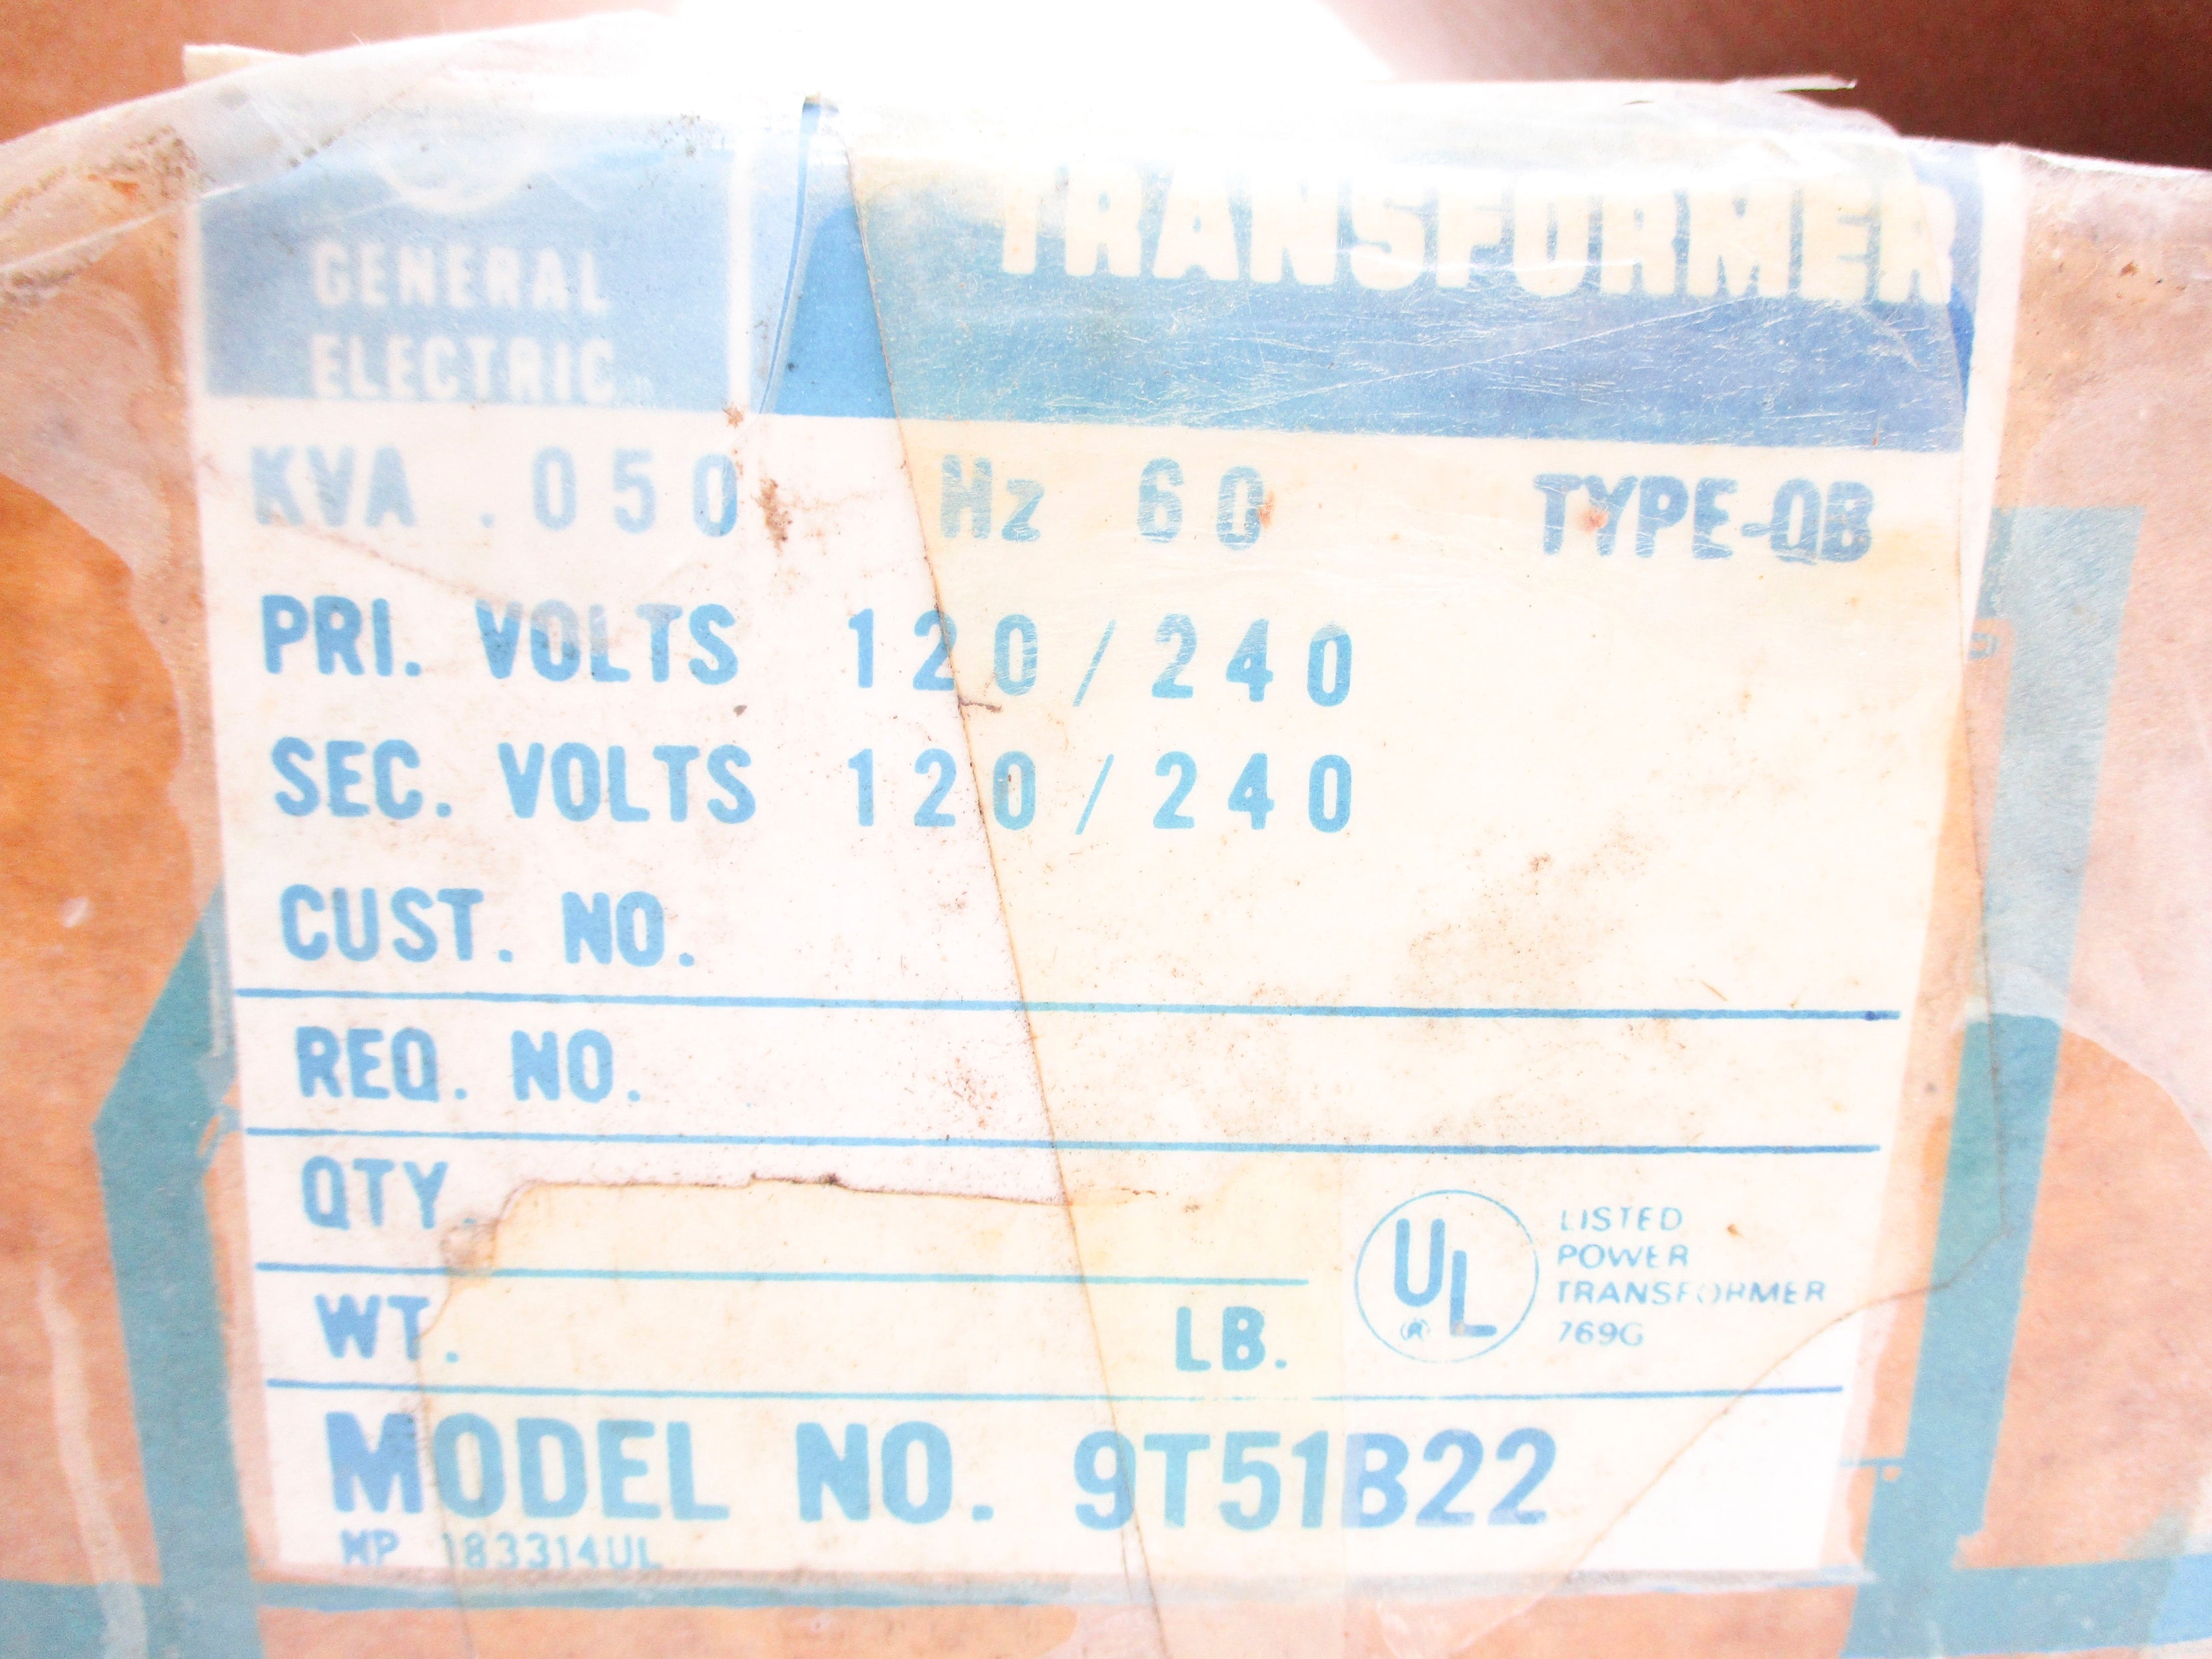 GENERAL
ELECTRIC
TRANSFORMER
KVA .050 Hz 60 TYPE-QB
PRI. VOLTS 120/240
SEC. VOLTS 120/240
CUST. NO.
REQ. NO.
QTY.
WT. LB.
UL
LISTED
POWER
TRANSFORMER
769G
MODEL NO. 9T51B22
NP 183314UL